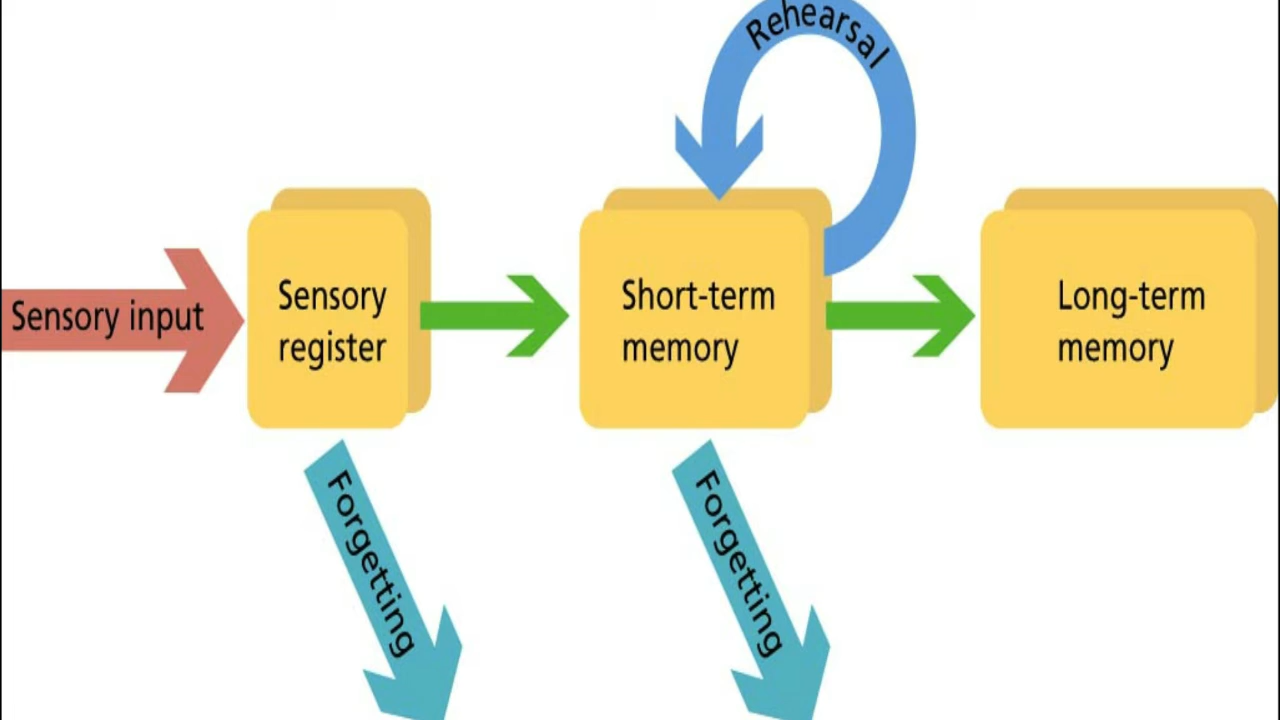 Rehearsal
Sensory input
Sensory
register
Short-term
memory
Long-term
memory
Forgetting
Forgetting